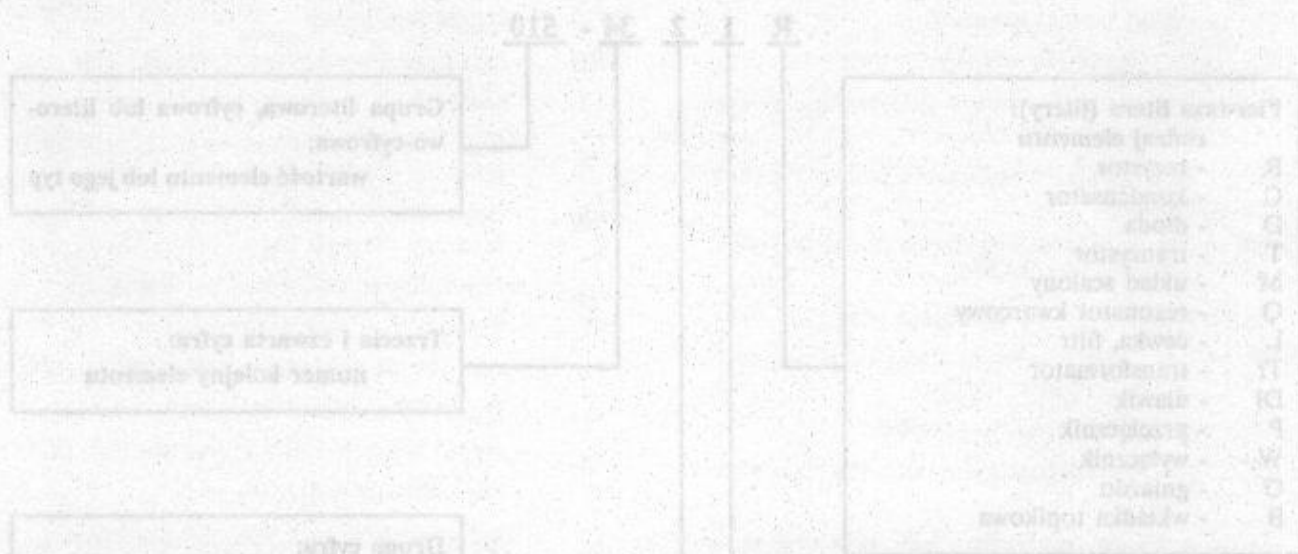 R 1 2 34 - 510
Pierwsza litera (litery):
rodzaj elementu
R - rezystor
C - kondensator
D - dioda
T - tranzystor
M - układ scalony
Q - rezonator kwarcowy
L - cewka, filtr
Tr - transformator
Dł - dławik
P - przełącznik
W - wyłącznik
G - gniazdo
B - wkładka topikowa
Grupa literowa, cyfrowa lub litero-
wo-cyfrowa:
wartość elementu lub jego typ
Trzecia i czwarta cyfra:
numer kolejny elementu
Druga cyfra: